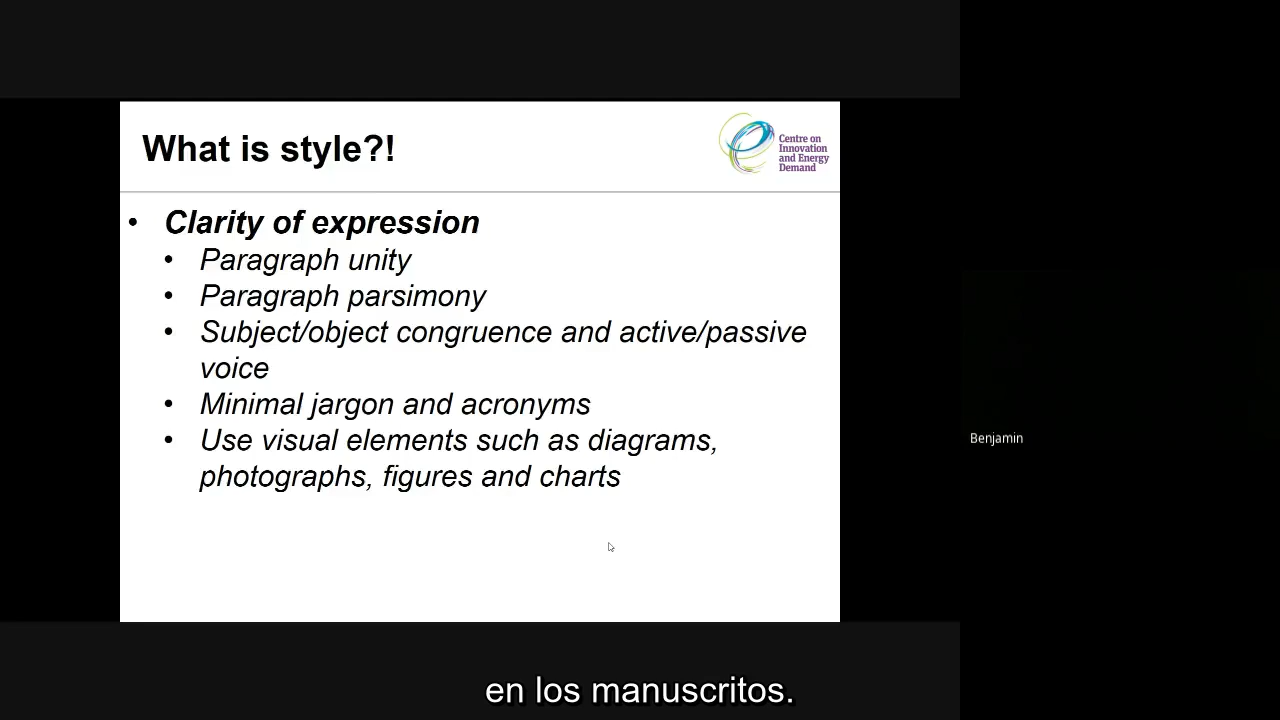 What is style?!
Centre on
Innovation
and Energy
Demand
• Clarity of expression
• Paragraph unity
• Paragraph parsimony
• Subject/object congruence and active/passive
voice
• Minimal jargon and acronyms
• Use visual elements such as diagrams,
photographs, figures and charts
Benjamin
en los manuscritos.